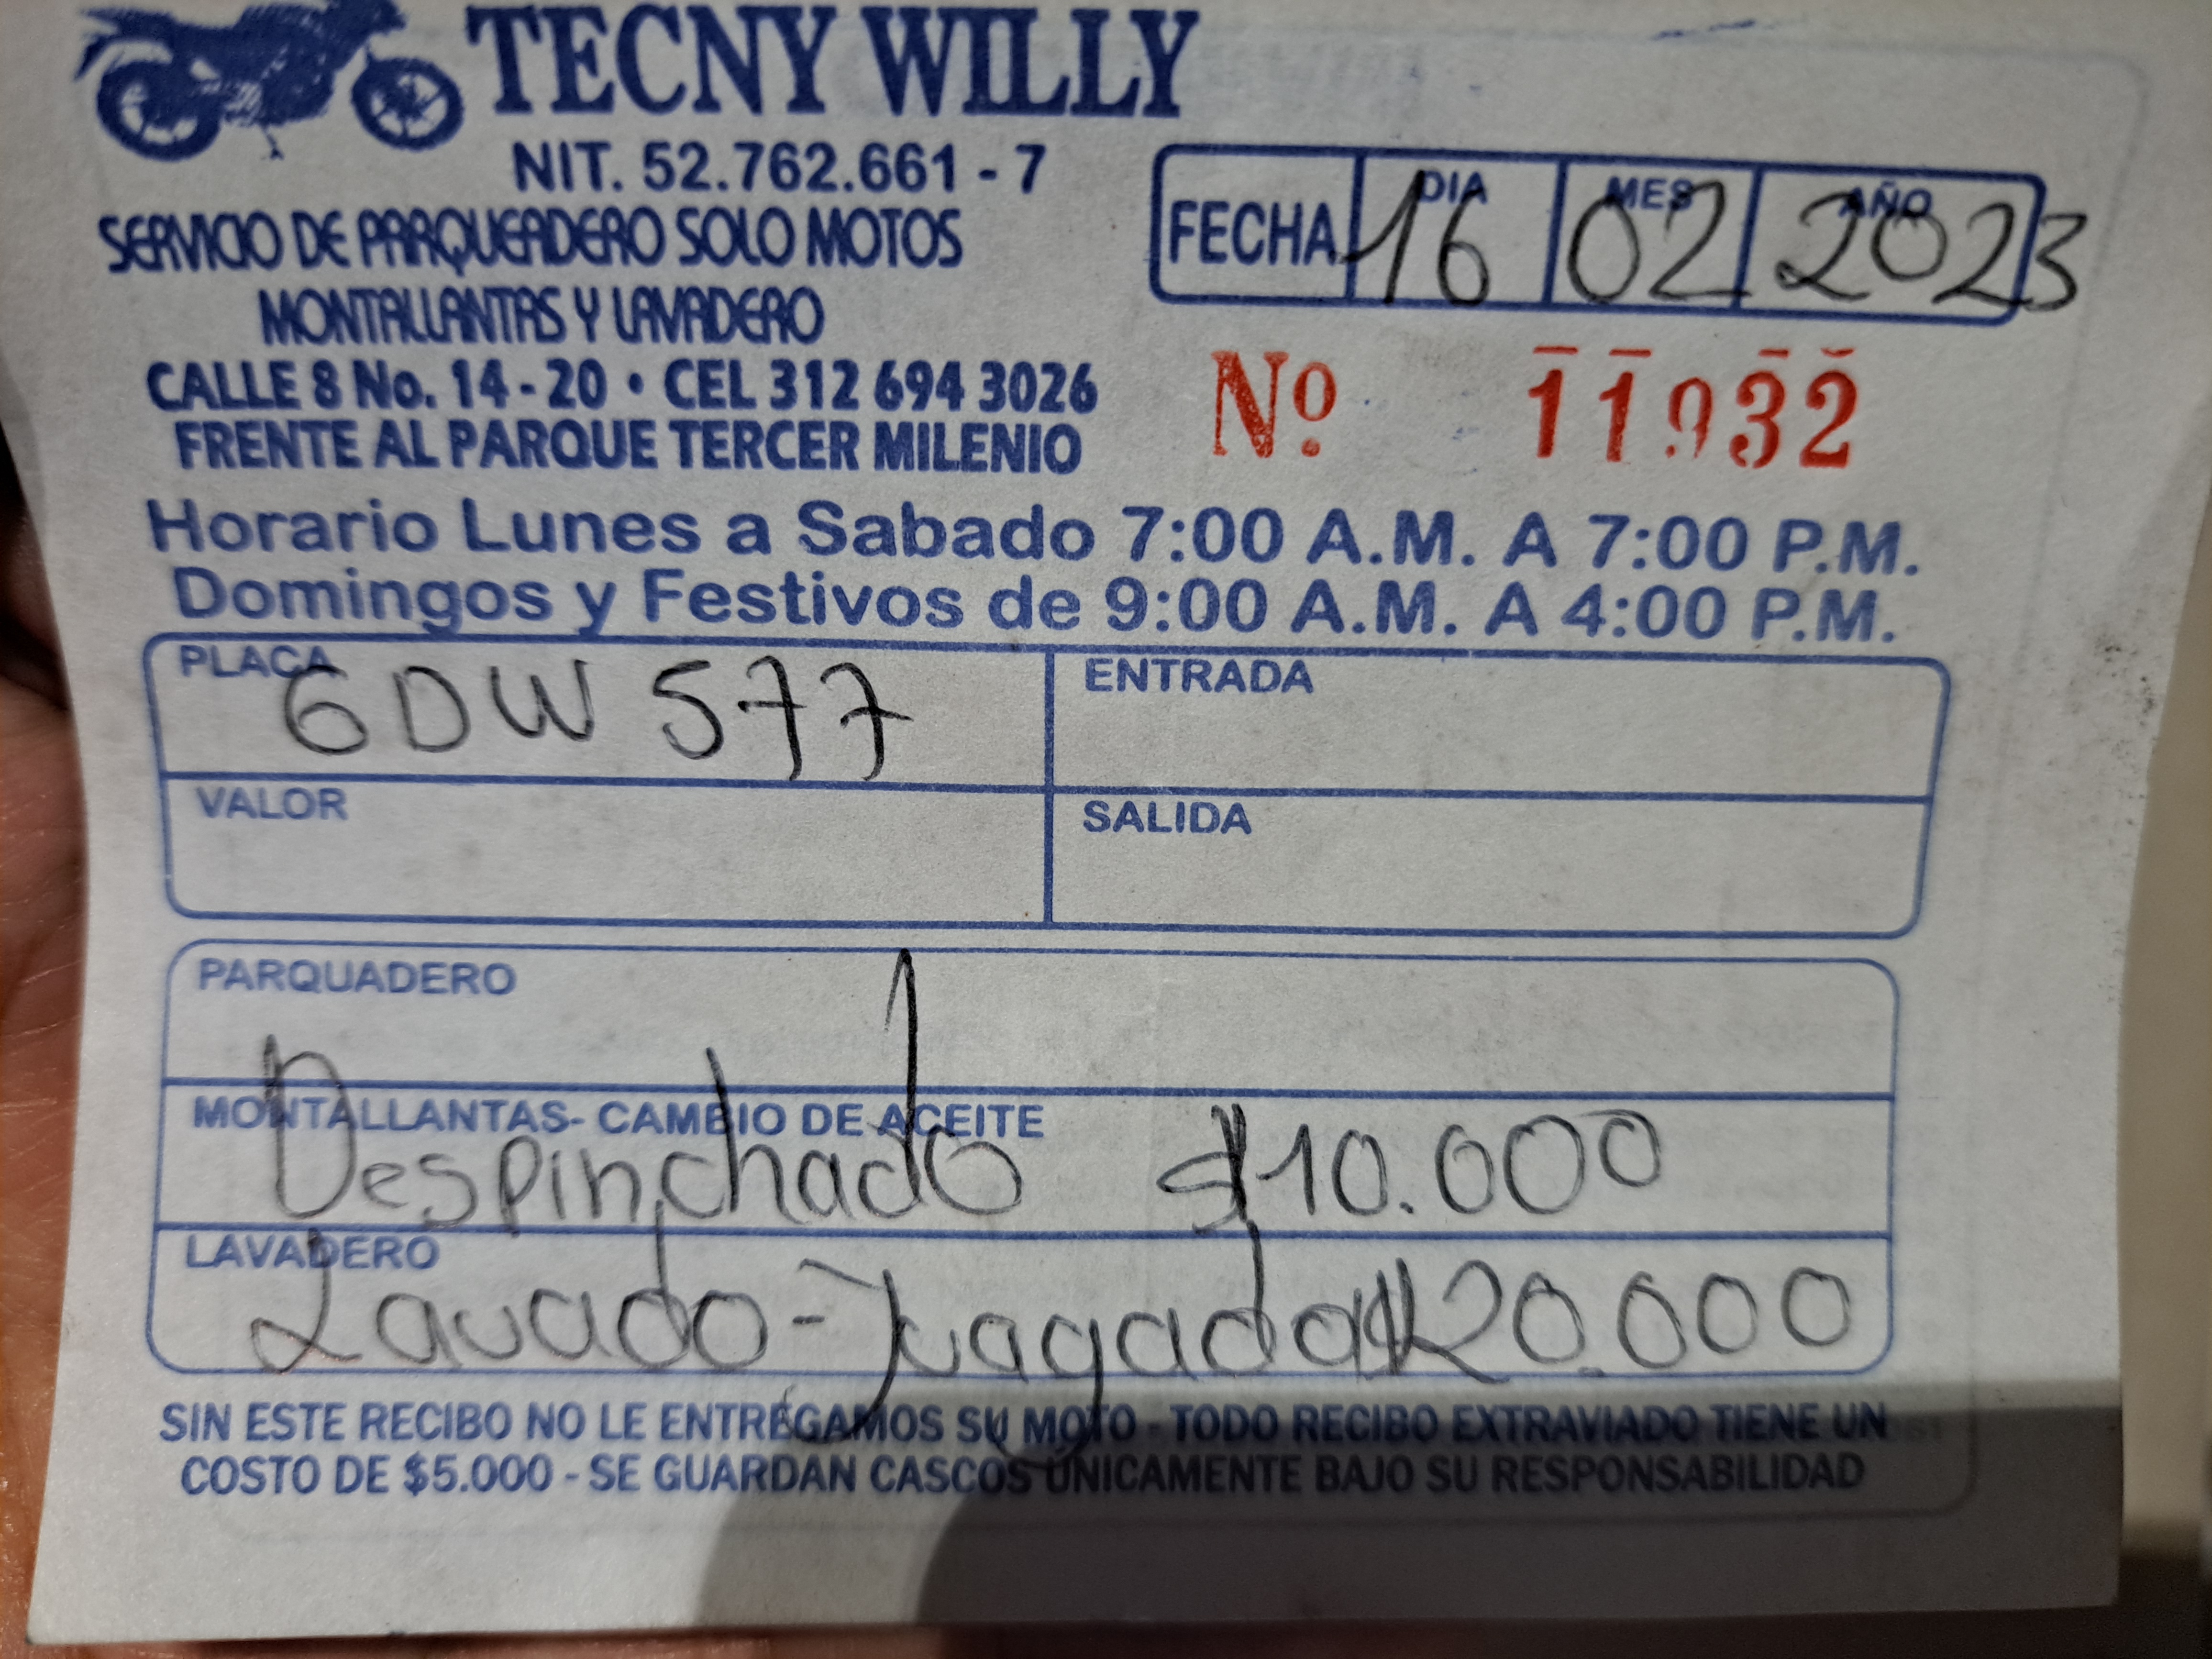 TECNY WILLY
NIT. 52.762.661 - 7
SERVICIO DE PARQUEADERO SOLO MOTOS
MONTALLANTAS Y LAVADERO
CALLE 8 No. 14 - 20 • CEL 312 694 3026
FRENTE AL PARQUE TERCER MILENIO
FECHA DIA 16 MES 02 AÑO 2023
Nº 11932
Horario Lunes a Sabado 7:00 A.M. A 7:00 P.M.
Domingos y Festivos de 9:00 A.M. A 4:00 P.M.
PLACA GDW 577
ENTRADA
VALOR
SALIDA
PARQUADERO
MONTALLANTAS- CAMBIO DE ACEITE
Despinchado $10.000
LAVADERO
Lavado - Juagada $20.000
SIN ESTE RECIBO NO LE ENTREGAMOS SU MOTO - TODO RECIBO EXTRAVIADO TIENE UN
COSTO DE $5.000 - SE GUARDAN CASCOS UNICAMENTE BAJO SU RESPONSABILIDAD